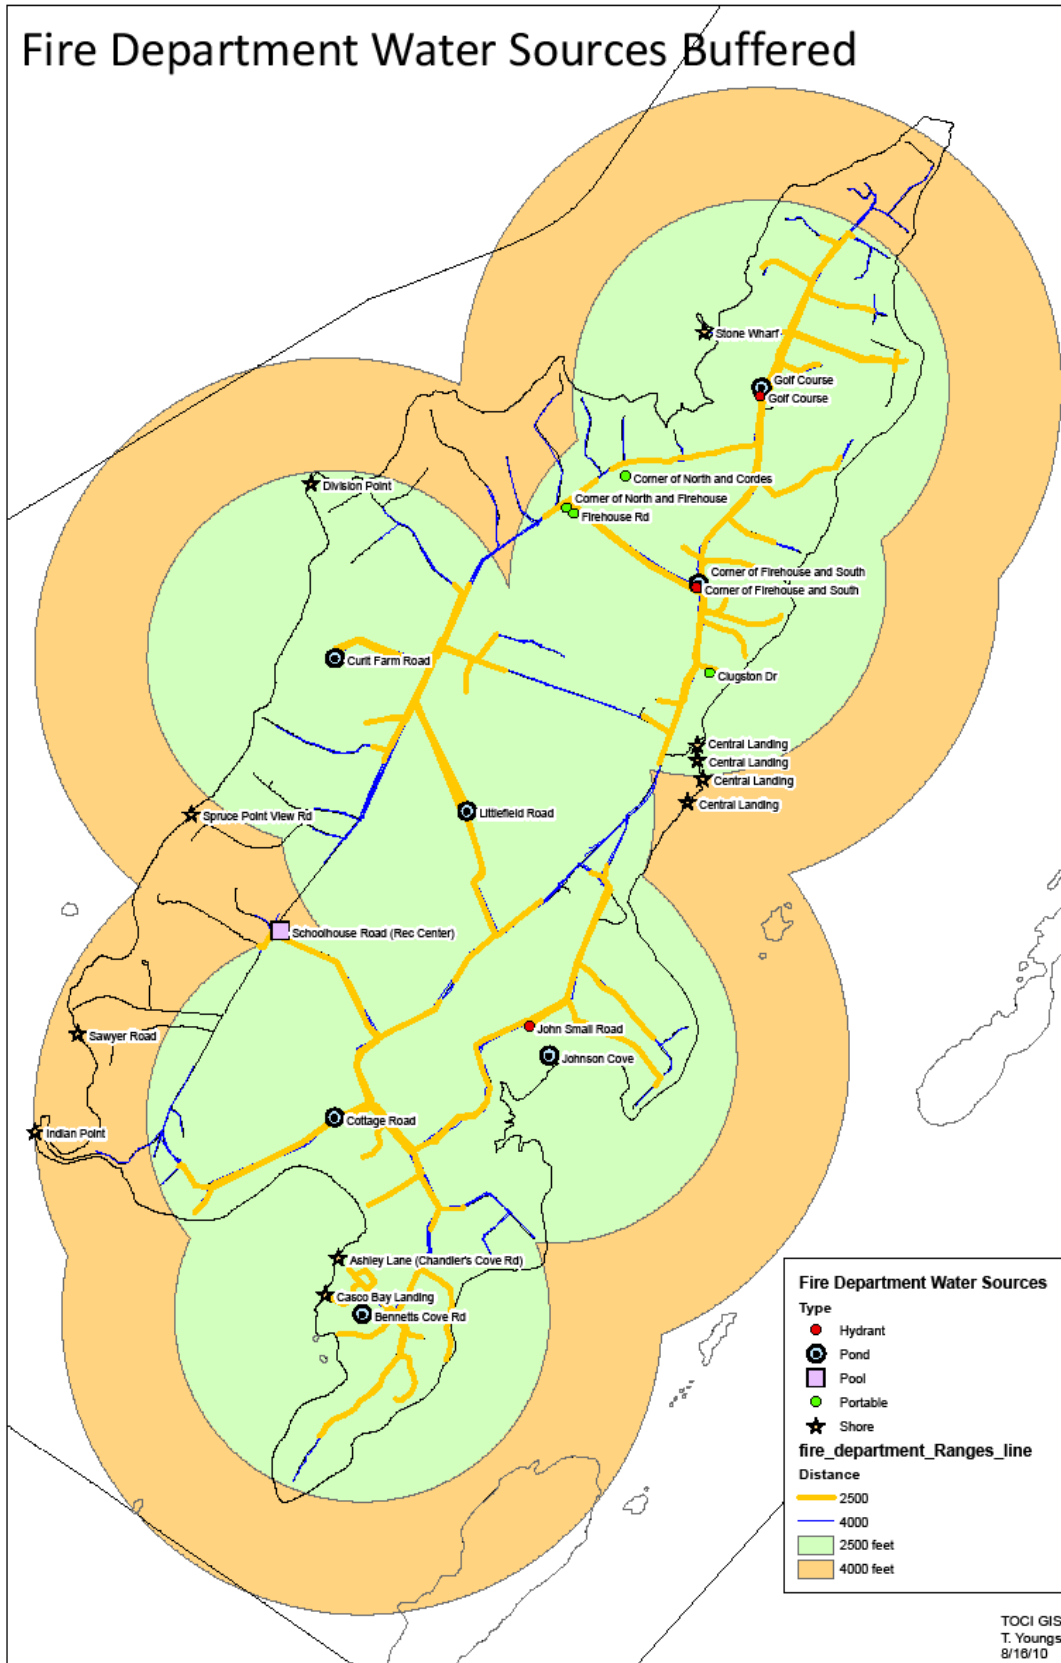 Fire Department Water Sources Buffered
Stone Wharf
Golf Course
Golf Course
Corner of North and Cordes
Division Point
Corner of North and Firehouse
Firehouse Rd
Corner of Firehouse and South
Corner of Firehouse and South
Curit Farm Road
Clugston Dr
Central Landing
Central Landing
Central Landing
Central Landing
Spruce Point View Rd
Littlefield Road
Schoolhouse Road (Rec Center)
Sawyer Road
John Small Road
Johnson Cove
Cottage Road
Indian Point
Ashley Lane (Chandler's Cove Rd)
Casco Bay Landing
Bennetts Cove Rd
Fire Department Water Sources
Type
Hydrant
Pond
Pool
Portable
Shore
fire_department_Ranges_line
Distance
2500
4000
2500 feet
4000 feet
TOCI GIS
T. Youngs
8/16/10